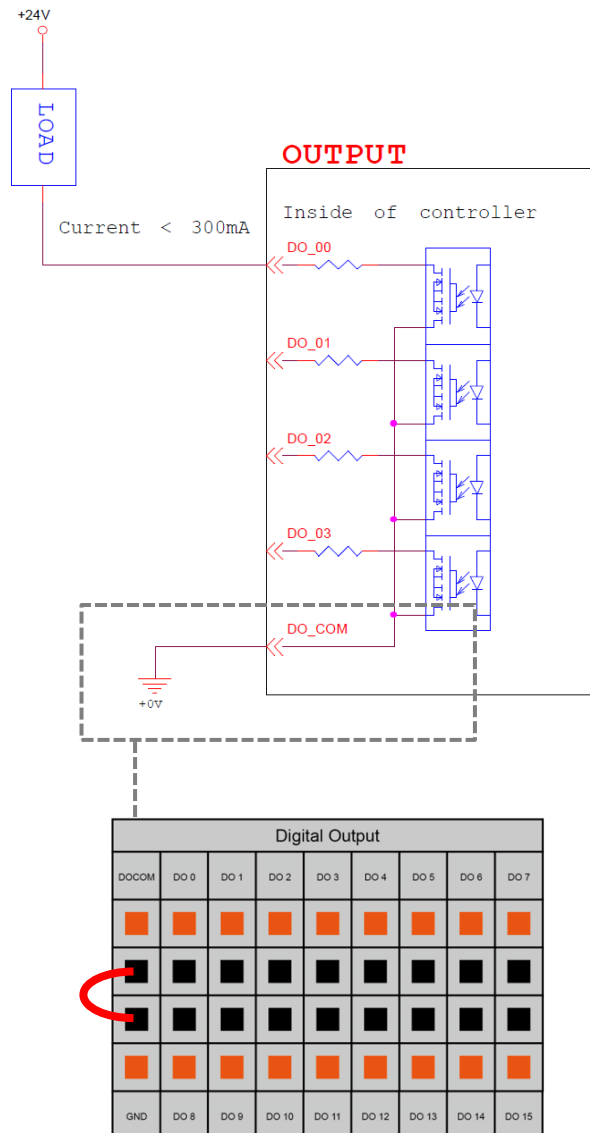 +24V
LOAD
OUTPUT
Inside of controller
Current < 300mA
DO_00
DO_01
DO_02
DO_03
DO_COM
+0V
Digital Output
DOCOM DO 0 DO 1 DO 2 DO 3 DO 4 DO 5 DO 6 DO 7
GND DO 8 DO 9 DO 10 DO 11 DO 12 DO 13 DO 14 DO 15